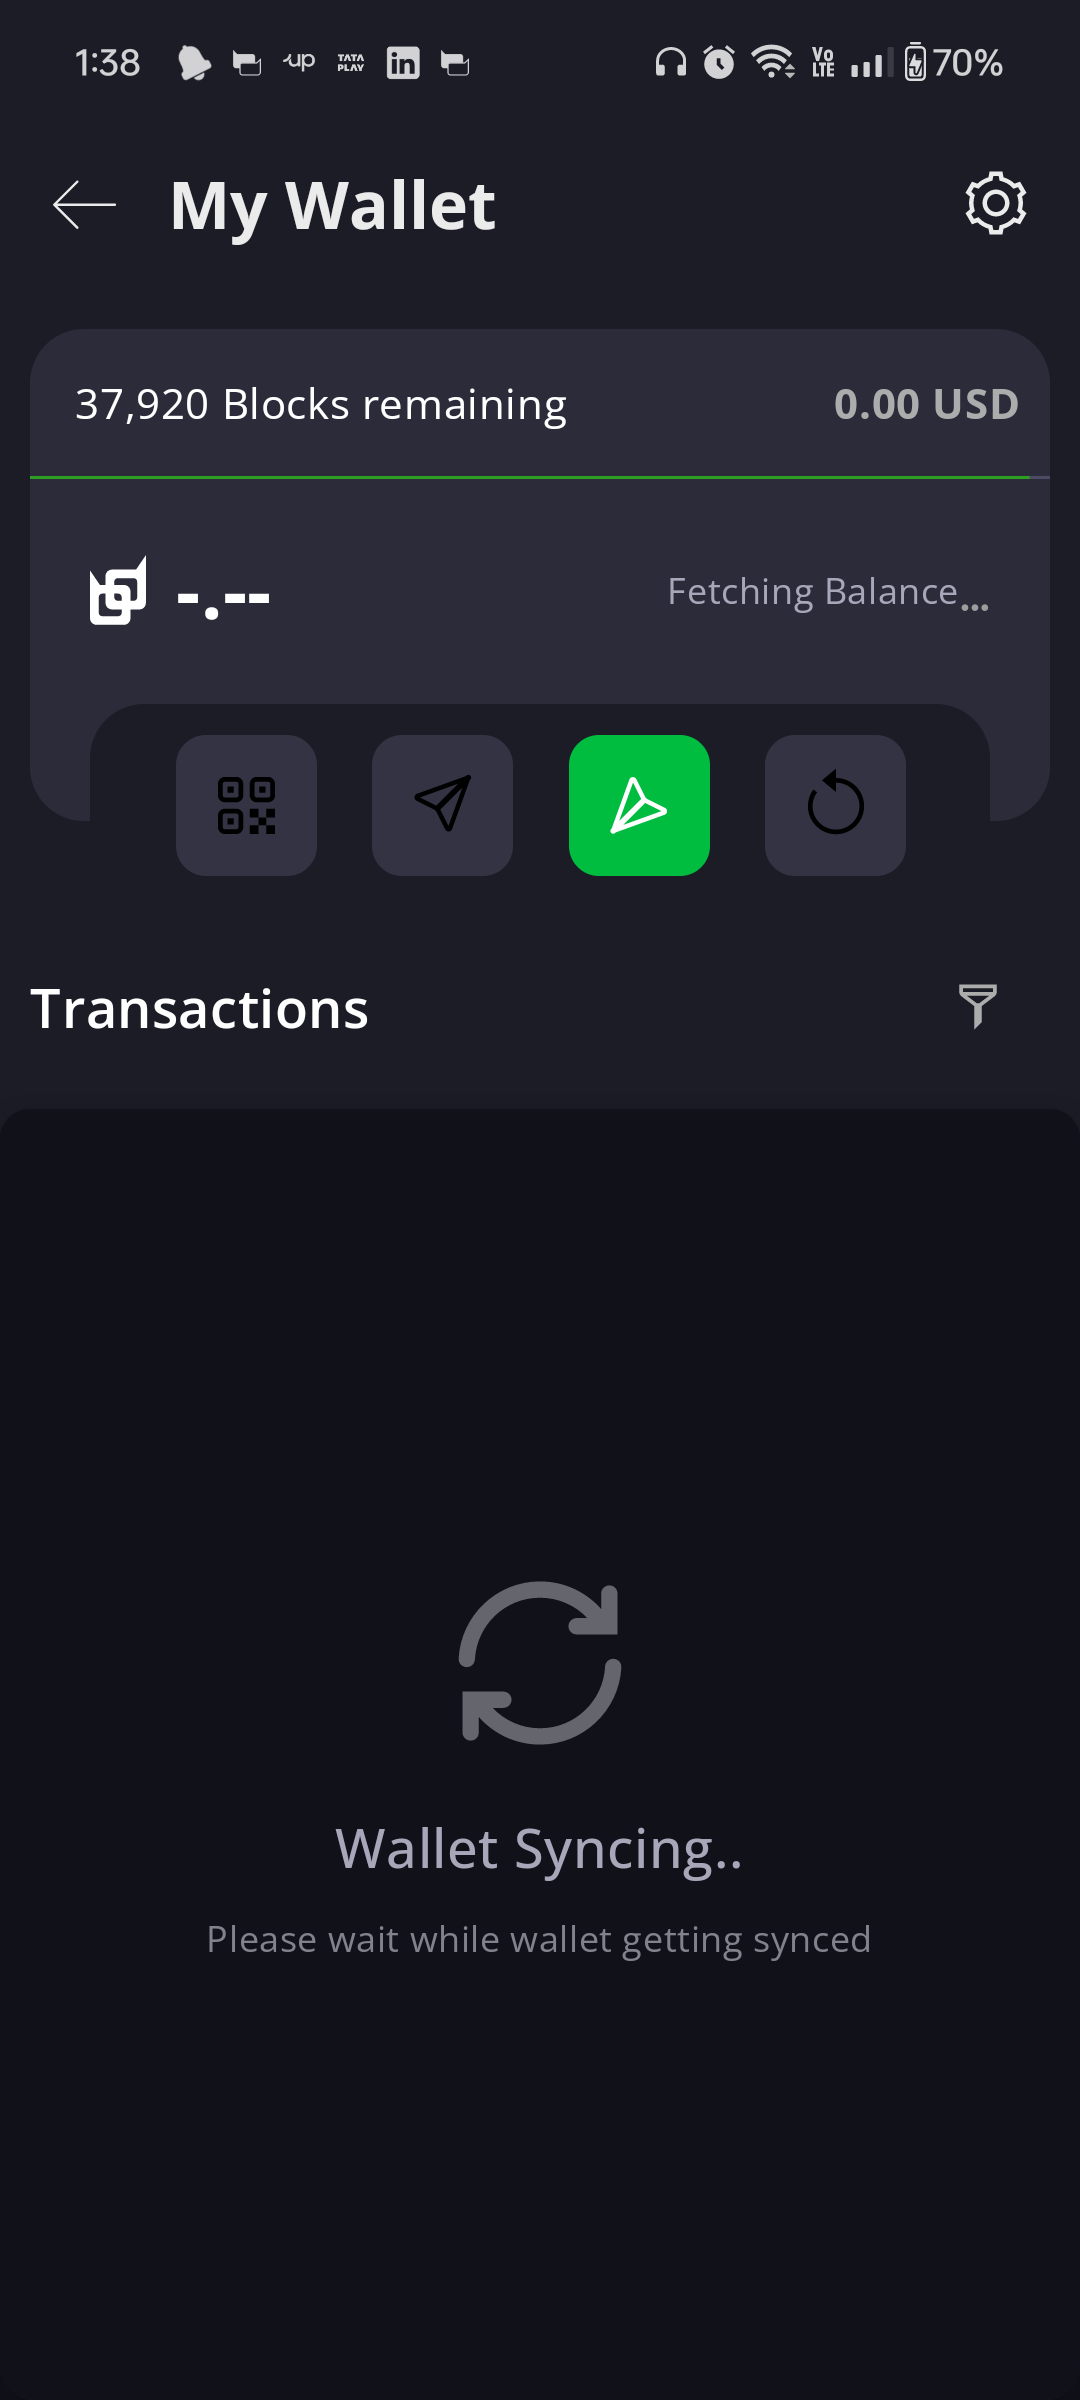 1:38 up TATA PLAY in Vo LTE 70%
My Wallet
37,920 Blocks remaining 0.00 USD
-.-- Fetching Balance...
Transactions
Wallet Syncing..
Please wait while wallet getting synced